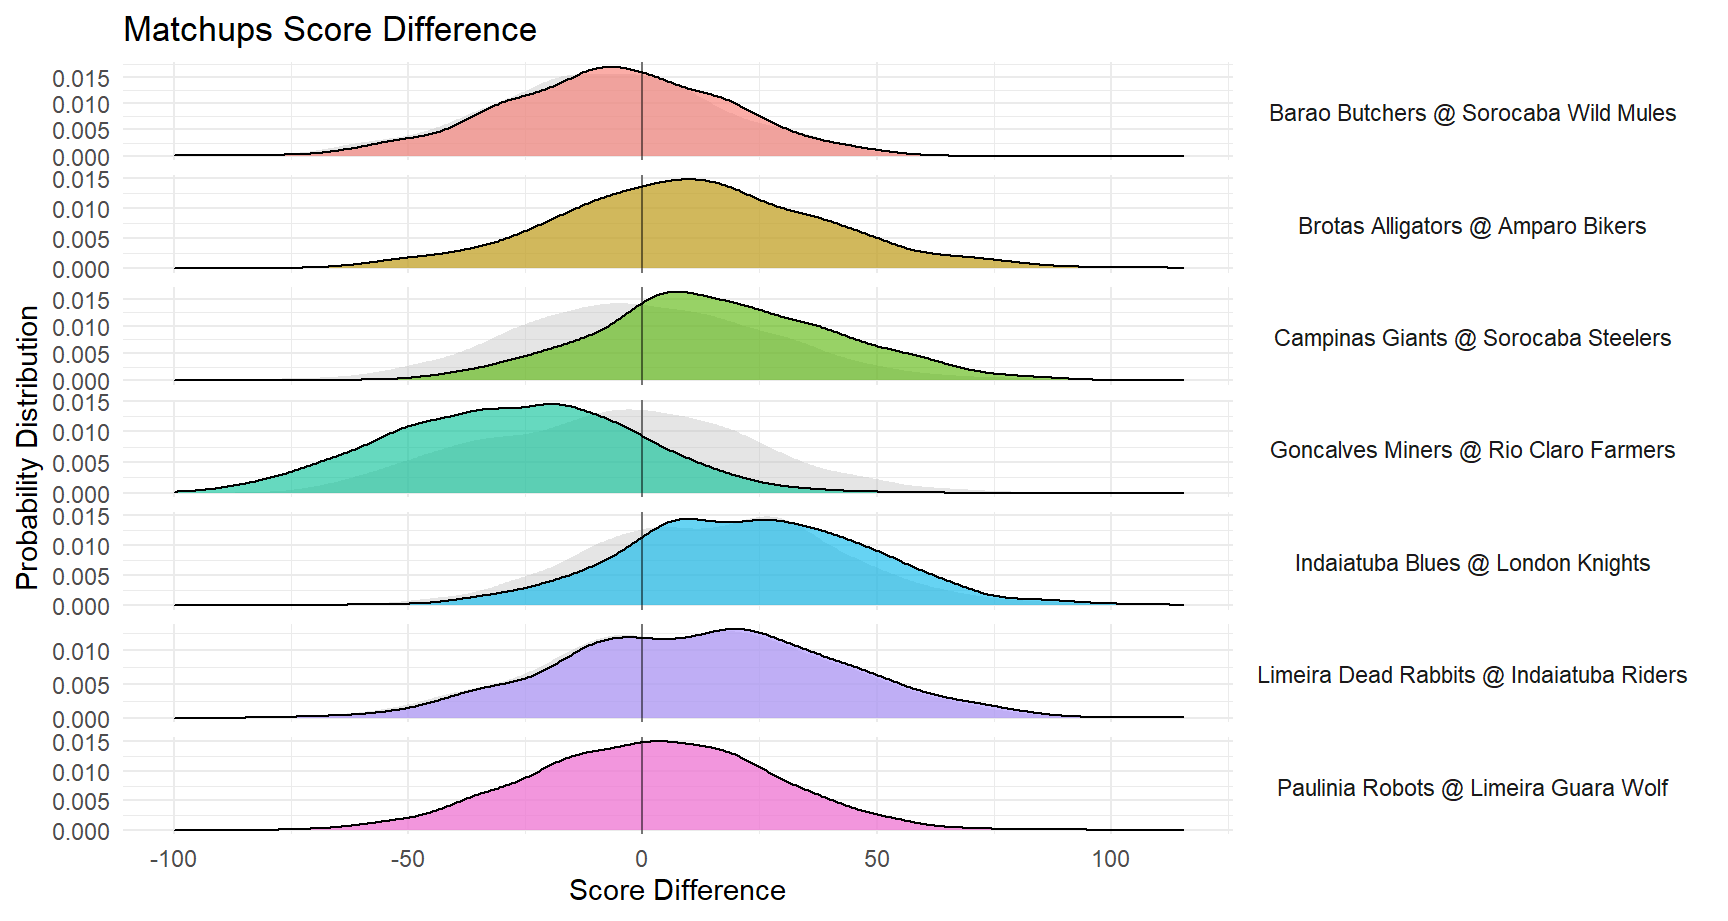 Matchups Score Difference
0.015
0.010
0.005
0.000
Barao Butchers @ Sorocaba Wild Mules
0.015
0.010
0.005
0.000
Brotas Alligators @ Amparo Bikers
0.015
0.010
0.005
0.000
Campinas Giants @ Sorocaba Steelers
0.015
0.010
0.005
0.000
Goncalves Miners @ Rio Claro Farmers
0.015
0.010
0.005
0.000
Indaiatuba Blues @ London Knights
0.010
0.005
0.000
Limeira Dead Rabbits @ Indaiatuba Riders
0.015
0.010
0.005
0.000
Paulinia Robots @ Limeira Guara Wolf
Probability Distribution
-100 -50 0 50 100
Score Difference